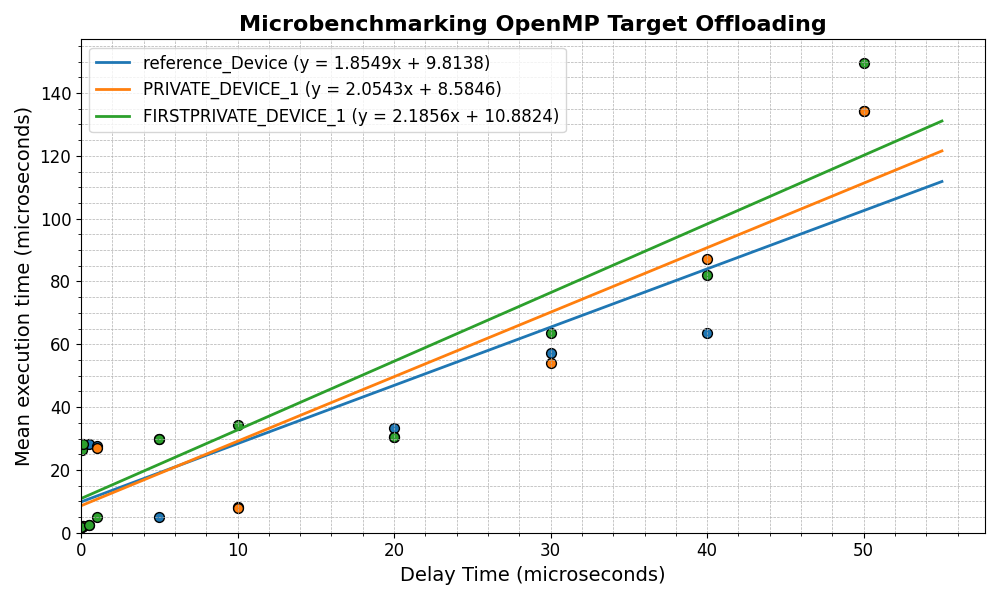 Microbenchmarking OpenMP Target Offloading
reference_Device (y = 1.8549x + 9.8138)
PRIVATE_DEVICE_1 (y = 2.0543x + 8.5846)
FIRSTPRIVATE_DEVICE_1 (y = 2.1856x + 10.8824)
Mean execution time (microseconds)
140
120
100
80
60
40
20
0
0 10 20 30 40 50
Delay Time (microseconds)